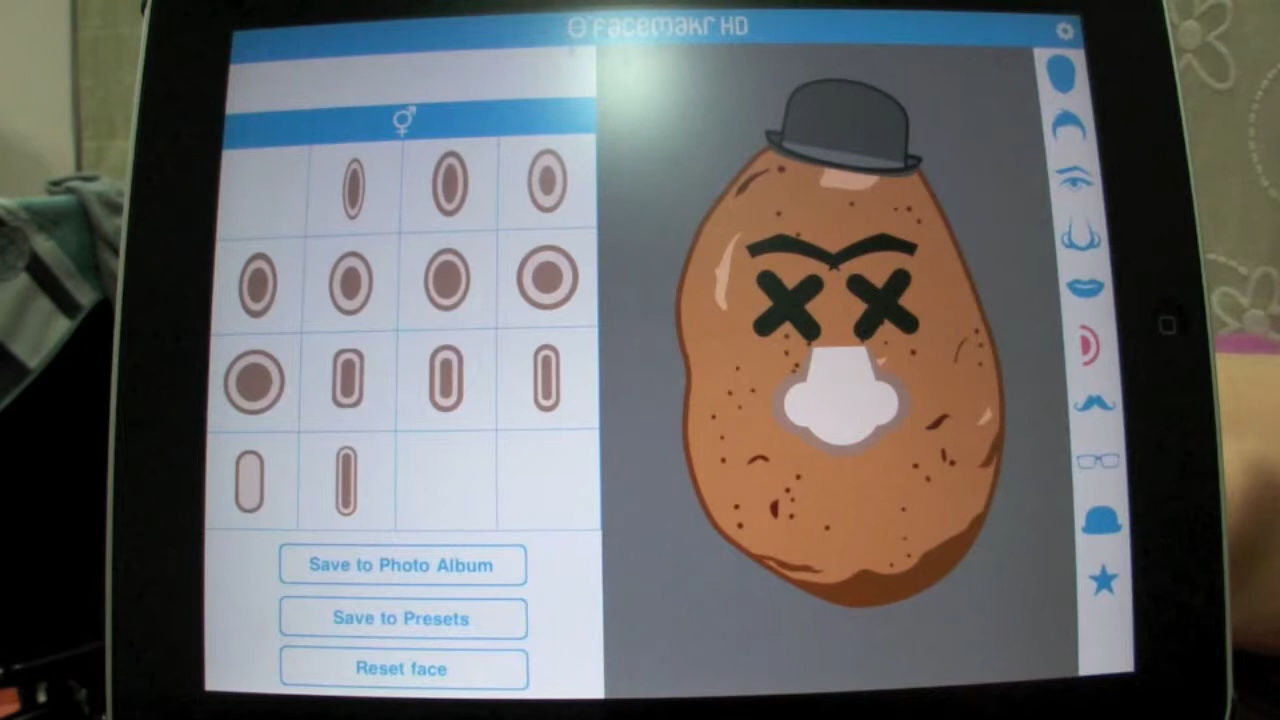 facemakr HD
Save to Photo Album
Save to Presets
Reset face